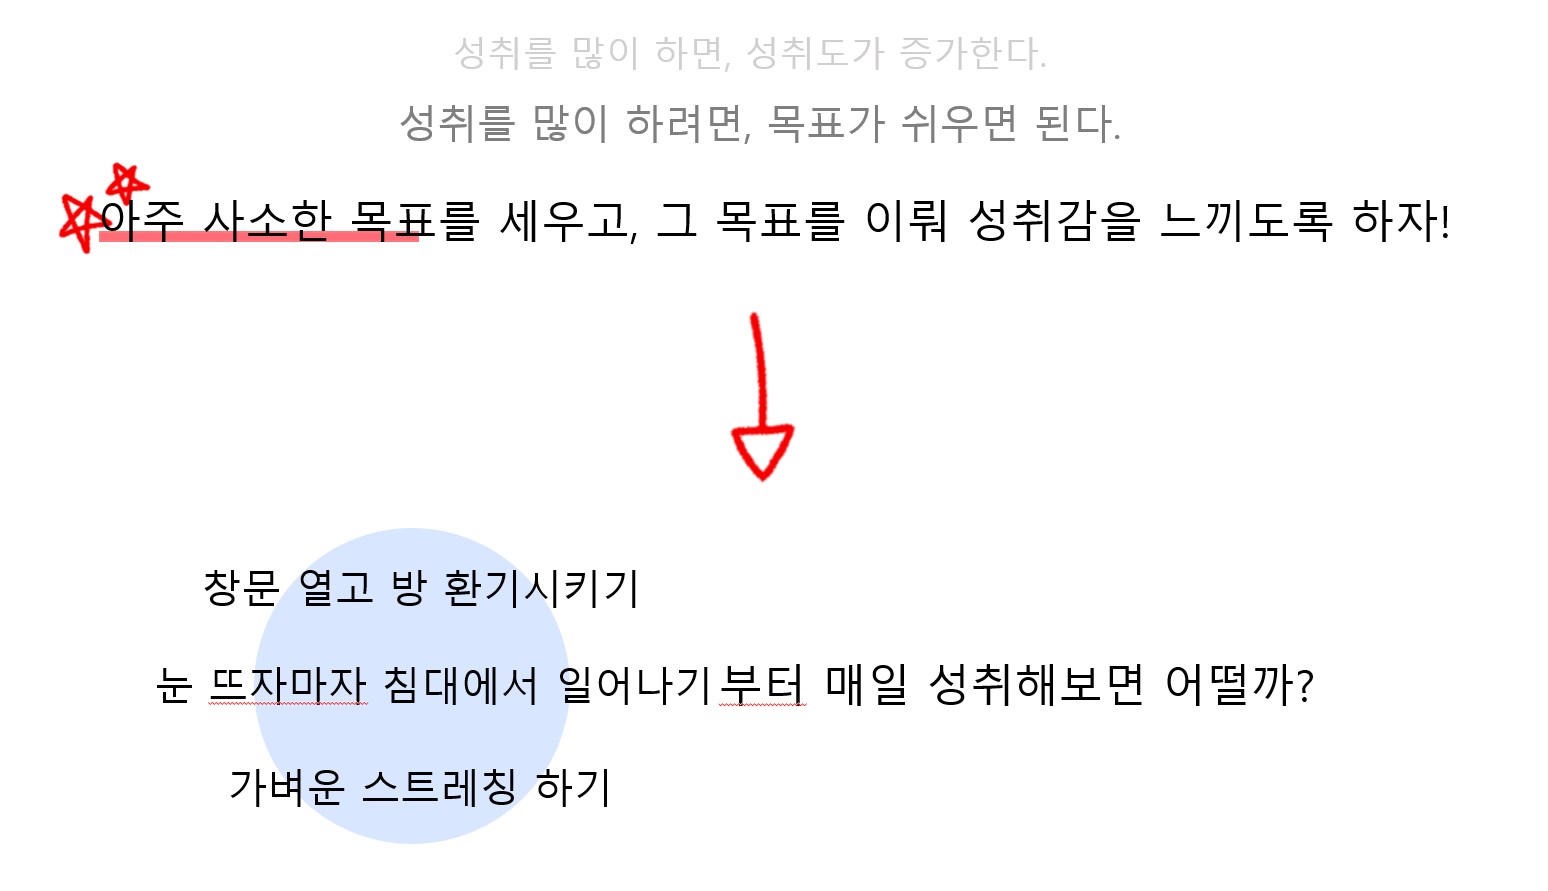 성취를 많이 하면, 성취도가 증가한다.
성취를 많이 하려면, 목표가 쉬우면 된다.
아주 사소한 목표를 세우고, 그 목표를 이뤄 성취감을 느끼도록 하자!
창문 열고 방 환기시키기
눈 뜨자마자 침대에서 일어나기 부터 매일 성취해보면 어떨까?
가벼운 스트레칭 하기